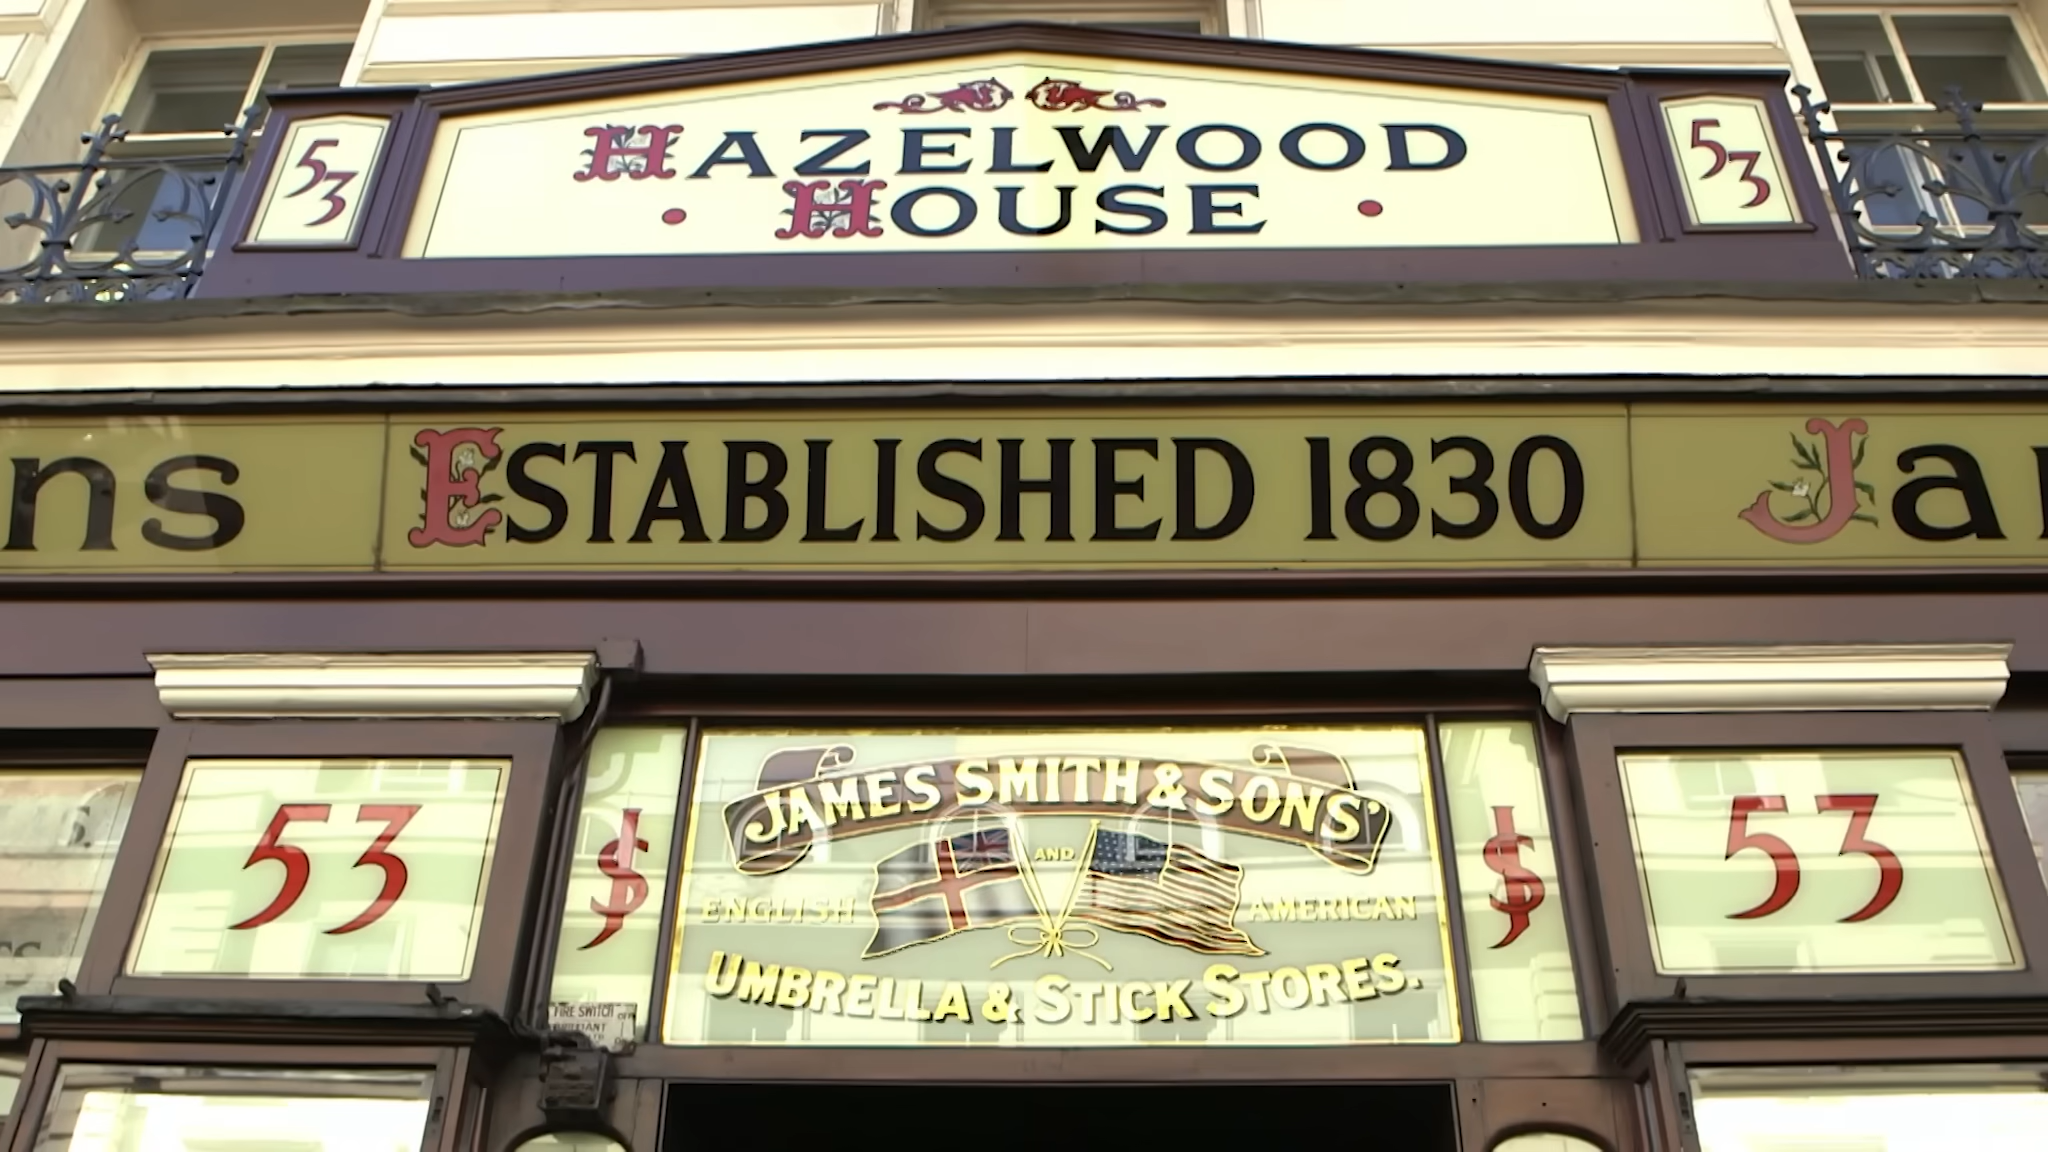 53
HAZELWOOD
HOUSE
53
ns
ESTABLISHED 1830
Ja
53
JAMES SMITH & SONS'
AND
ENGLISH
AMERICAN
UMBRELLA & STICK STORES.
53
FIRE SWITCH